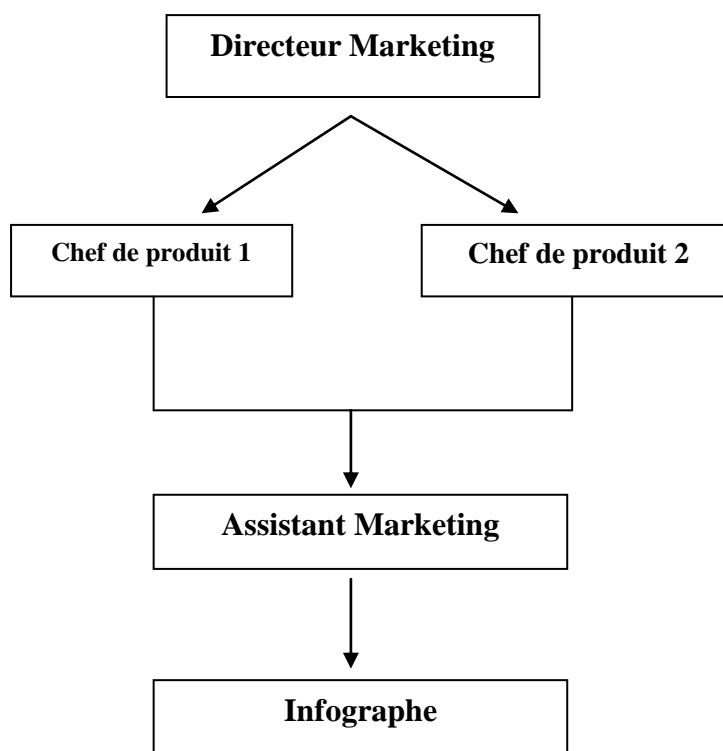 Directeur Marketing
Chef de produit 1
Chef de produit 2
Assistant Marketing
Infographe